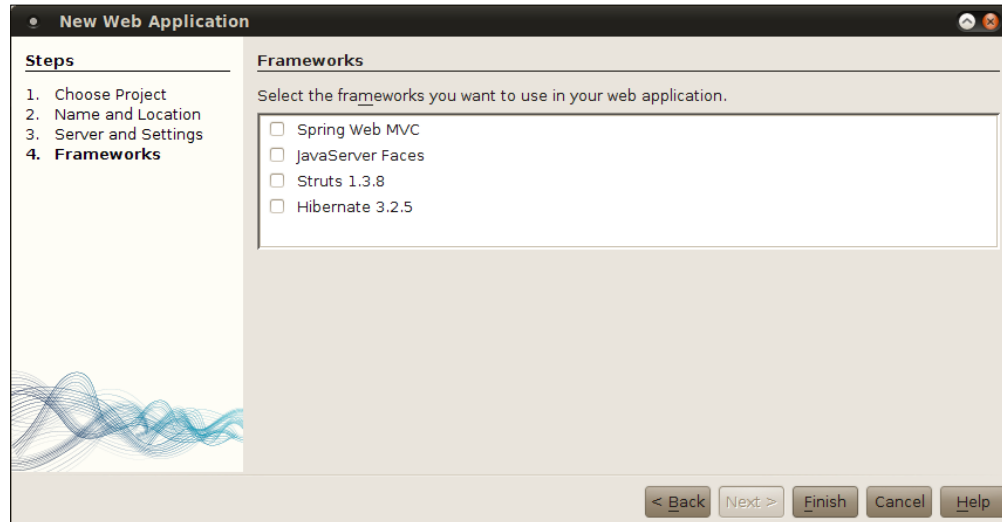 New Web Application
Steps
1. Choose Project
2. Name and Location
3. Server and Settings
4. Frameworks
Frameworks
Select the frameworks you want to use in your web application.
Spring Web MVC
JavaServer Faces
Struts 1.3.8
Hibernate 3.2.5
< Back Next > Finish Cancel Help